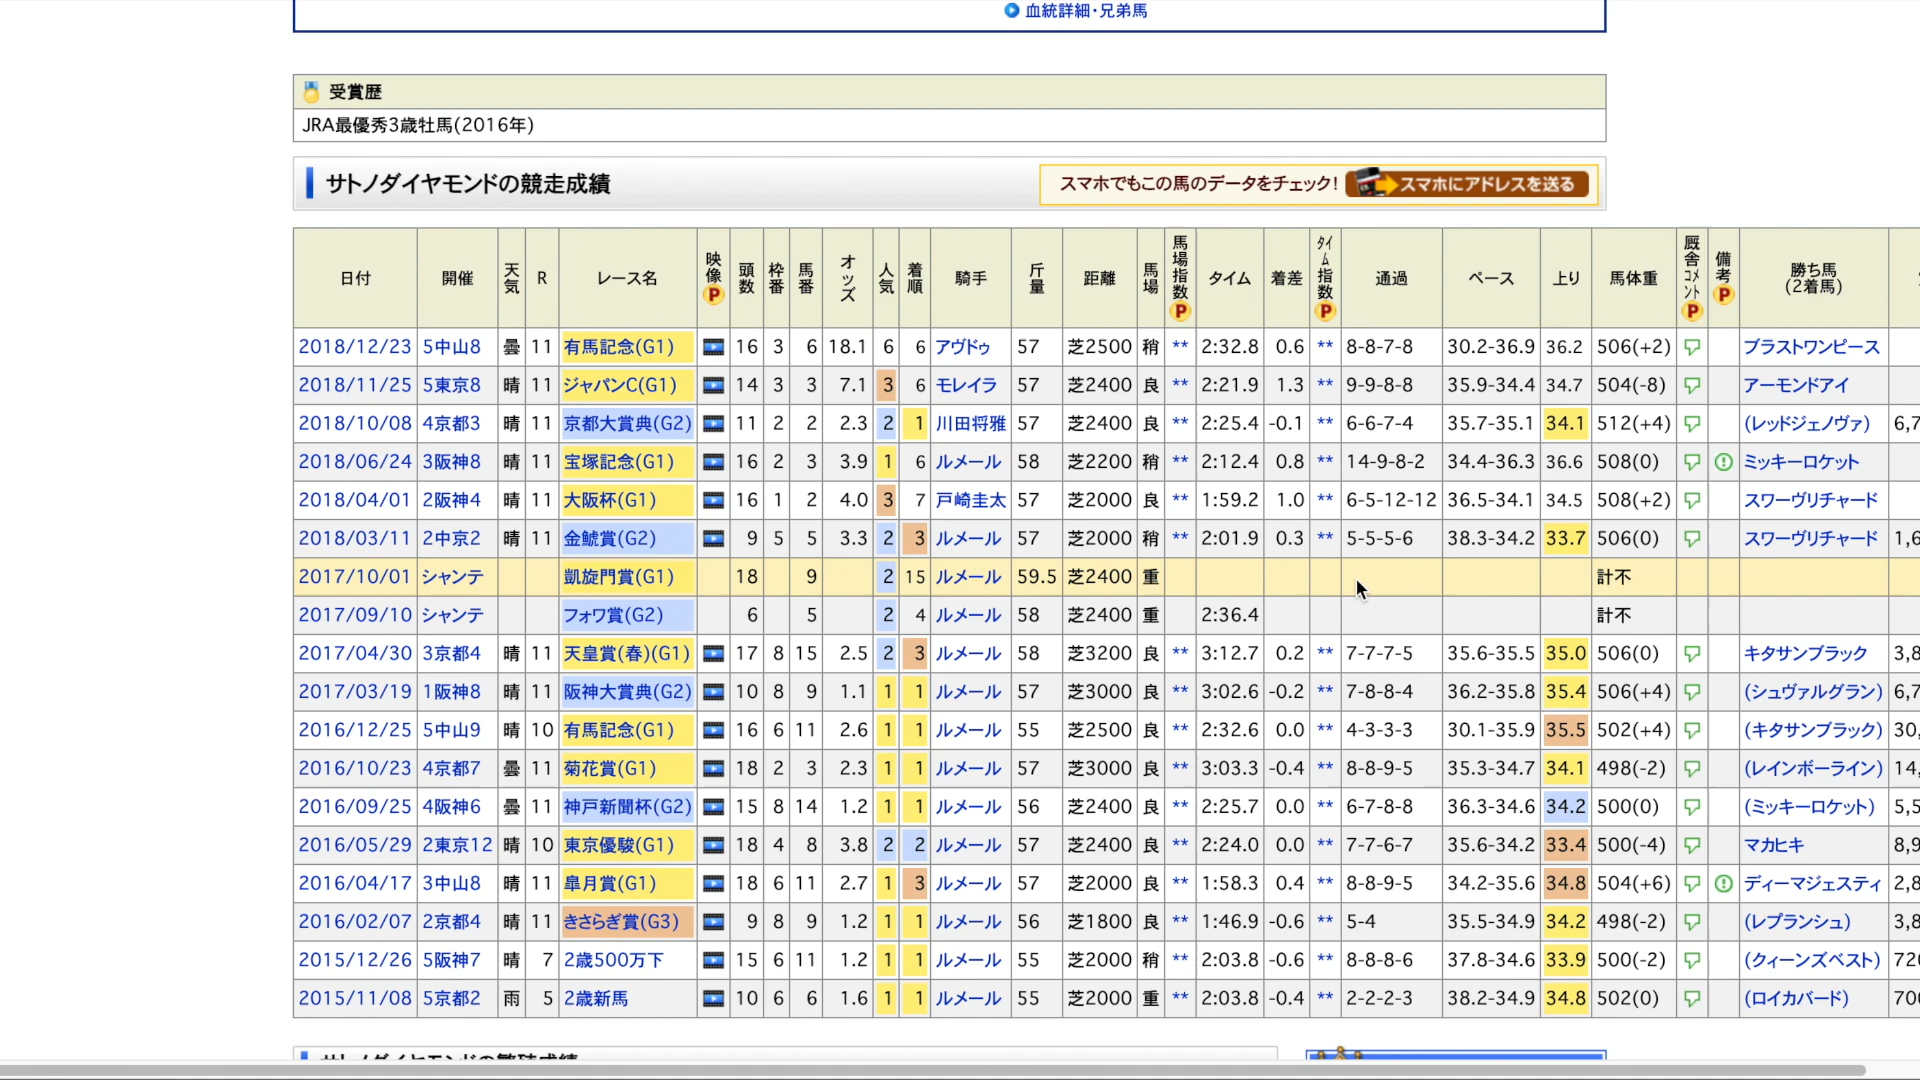 血統詳細・兄弟馬
受賞歴
JRA最優秀3歳牡馬(2016年)
サトノダイヤモンドの競走成績
スマホでもこの馬のデータをチェック! スマホにアドレスを送る
日付 開催 天気 R レース名 映像 P 頭数 枠番 馬番 オッズ 人気 着順 騎手 斤量 距離 馬場 馬場指数 P タイム 着差 タイム指数 P 通過 ペース 上り 馬体重 厩舎コメント P 備考 P 勝ち馬(2着馬)
2018/12/23 5中山8 曇 11 有馬記念(G1) 16 3 6 18.1 6 6 アヴドゥ 57 芝2500 稍 ** 2:32.8 0.6 ** 8-8-7-8 30.2-36.9 36.2 506(+2) ブラストワンピース
2018/11/25 5東京8 晴 11 ジャパンC(G1) 14 3 3 7.1 3 6 モレイラ 57 芝2400 良 ** 2:21.9 1.3 ** 9-9-8-8 35.9-34.4 34.7 504(-8) アーモンドアイ
2018/10/08 4京都3 晴 11 京都大賞典(G2) 11 2 2 2.3 2 1 川田将雅 57 芝2400 良 ** 2:25.4 -0.1 ** 6-6-7-4 35.7-35.1 34.1 512(+4) (レッドジェノヴァ) 6,7
2018/06/24 3阪神8 晴 11 宝塚記念(G1) 16 2 3 3.9 1 6 ルメール 58 芝2200 稍 ** 2:12.4 0.8 ** 14-9-8-2 34.4-36.3 36.6 508(0) ミッキーロケット
2018/04/01 2阪神4 晴 11 大阪杯(G1) 16 1 2 4.0 3 7 戸崎圭太 57 芝2000 良 ** 1:59.2 1.0 ** 6-5-12-12 36.5-34.1 34.5 508(+2) スワーヴリチャード
2018/03/11 2中京2 晴 11 金鯱賞(G2) 9 5 5 3.3 2 3 ルメール 57 芝2000 稍 ** 2:01.9 0.3 ** 5-5-5-6 38.3-34.2 33.7 506(0) スワーヴリチャード 1,6
2017/10/01 シャンテ 凱旋門賞(G1) 18 9 2 15 ルメール 59.5 芝2400 重 計不
2017/09/10 シャンテ フォワ賞(G2) 6 5 2 4 ルメール 58 芝2400 重 2:36.4 計不
2017/04/30 3京都4 晴 11 天皇賞(春)(G1) 17 8 15 2.5 2 3 ルメール 58 芝3200 良 ** 3:12.7 0.2 ** 7-7-7-5 35.6-35.5 35.0 506(0) キタサンブラック 3,8
2017/03/19 1阪神8 晴 11 阪神大賞典(G2) 10 8 9 1.1 1 1 ルメール 57 芝3000 良 ** 3:02.6 -0.2 ** 7-8-8-4 36.2-35.8 35.4 506(+4) (シュヴァルグラン) 6,7
2016/12/25 5中山9 晴 10 有馬記念(G1) 16 6 11 2.6 1 1 ルメール 55 芝2500 良 ** 2:32.6 0.0 ** 4-3-3-3 30.1-35.9 35.5 502(+4) (キタサンブラック) 30,
2016/10/23 4京都7 曇 11 菊花賞(G1) 18 2 3 2.3 1 1 ルメール 57 芝3000 良 ** 3:03.3 -0.4 ** 8-8-9-5 35.3-34.7 34.1 498(-2) (レインボーライン) 14,
2016/09/25 4阪神6 曇 11 神戸新聞杯(G2) 15 8 14 1.2 1 1 ルメール 56 芝2400 良 ** 2:25.7 0.0 ** 6-7-8-8 36.3-34.6 34.2 500(0) (ミッキーロケット) 5,5
2016/05/29 2東京12 晴 10 東京優駿(G1) 18 4 8 3.8 2 2 ルメール 57 芝2400 良 ** 2:24.0 0.0 ** 7-7-6-7 35.6-34.2 33.4 500(-4) マカヒキ 8,9
2016/04/17 3中山8 晴 11 皐月賞(G1) 18 6 11 2.7 1 3 ルメール 57 芝2000 良 ** 1:58.3 0.4 ** 8-8-9-5 34.2-35.6 34.8 504(+6) ディーマジェスティ 2,8
2016/02/07 2京都4 晴 11 きさらぎ賞(G3) 9 8 9 1.2 1 1 ルメール 56 芝1800 良 ** 1:46.9 -0.6 ** 5-4 35.5-34.9 34.2 498(-2) (レプランシュ) 3,8
2015/12/26 5阪神7 晴 7 2歳500万下 15 6 11 1.2 1 1 ルメール 55 芝2000 稍 ** 2:03.8 -0.6 ** 8-8-8-6 37.8-34.6 33.9 500(-2) (クィーンズベスト) 720
2015/11/08 5京都2 雨 5 2歳新馬 10 6 6 1.6 1 1 ルメール 55 芝2000 重 ** 2:03.8 -0.4 ** 2-2-2-3 38.2-34.9 34.8 502(0) (ロイカバード) 700